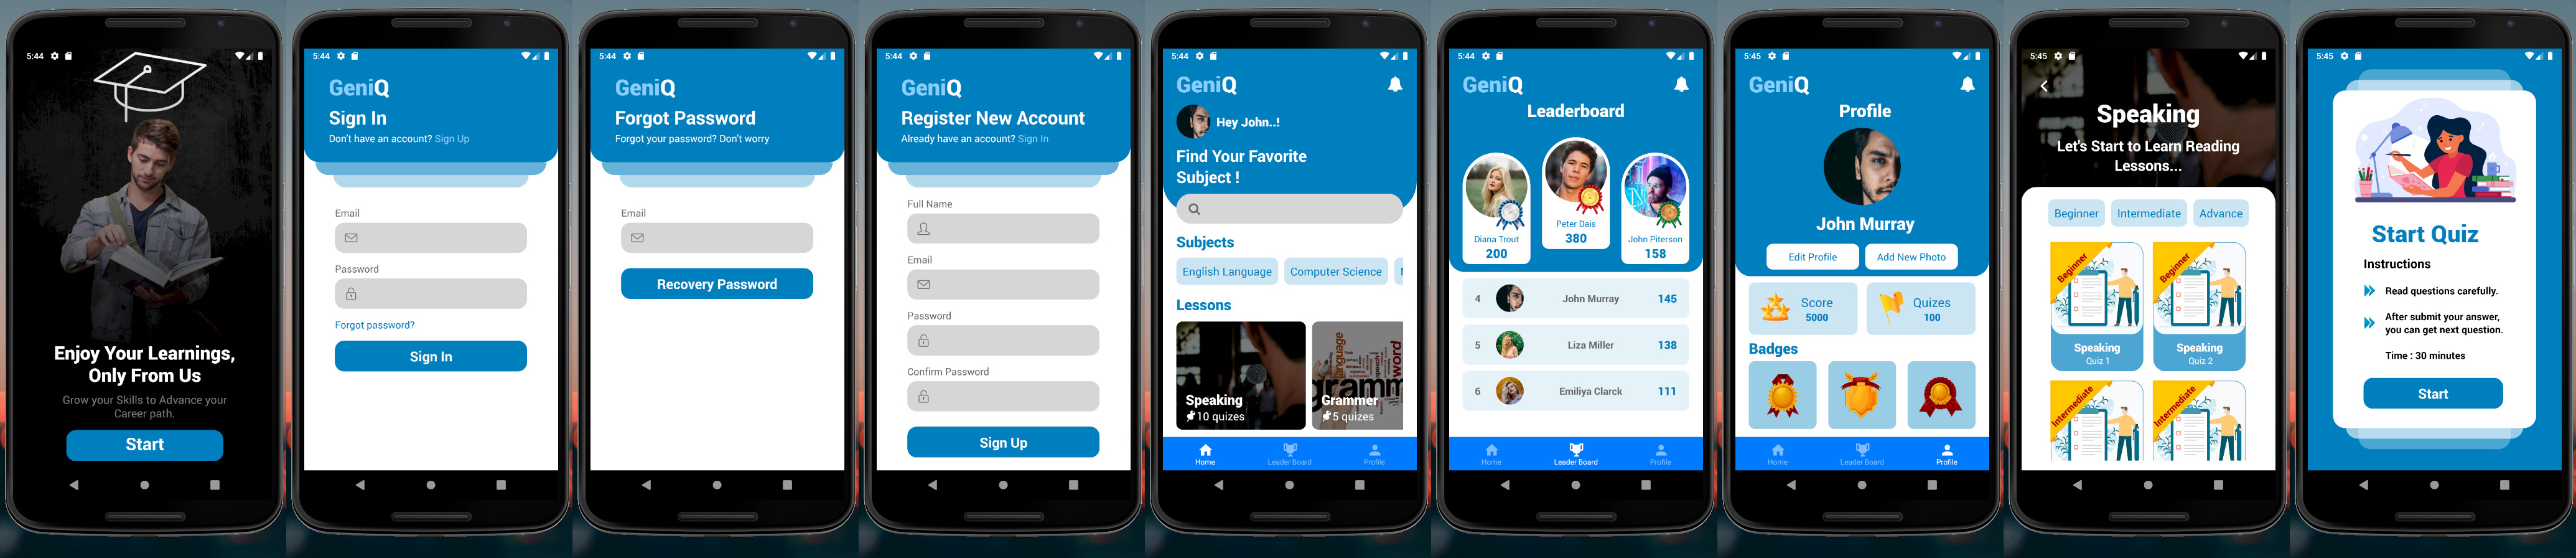 5:44
Enjoy Your Learnings,
Only From Us
Grow your Skills to Advance your
Career path.
Start
5:44
GeniQ
Sign In
Don't have an account? Sign Up
Email
Password
Forgot password?
Sign In
5:44
GeniQ
Forgot Password
Forgot your password? Don't worry
Email
Recovery Password
5:44
GeniQ
Register New Account
Already have an account? Sign In
Full Name
Email
Password
Confirm Password
Sign Up
5:44
GeniQ
Hey John..!
Find Your Favorite
Subject !
Subjects
English Language
Computer Science
Lessons
Speaking
10 quizes
language
speech
word
gramm
Grammer
5 quizes
Home
Leader Board
Profile
5:44
GeniQ
Leaderboard
Diana Trout
200
Peter Dais
380
John Piterson
158
4 John Murray 145
5 Liza Miller 138
6 Emiliya Clarck 111
Home
Leader Board
Profile
5:45
GeniQ
Profile
John Murray
Edit Profile
Add New Photo
Score
5000
Quizes
100
Badges
Home
Leader Board
Profile
5:45
Speaking
Let's Start to Learn Reading
Lessons...
Beginner
Intermediate
Advance
Beginner
Speaking
Quiz 1
Beginner
Speaking
Quiz 2
Intermediate
Intermediate
5:45
Start Quiz
Instructions
Read questions carefully.
After submit your answer,
you can get next question.
Time : 30 minutes
Start